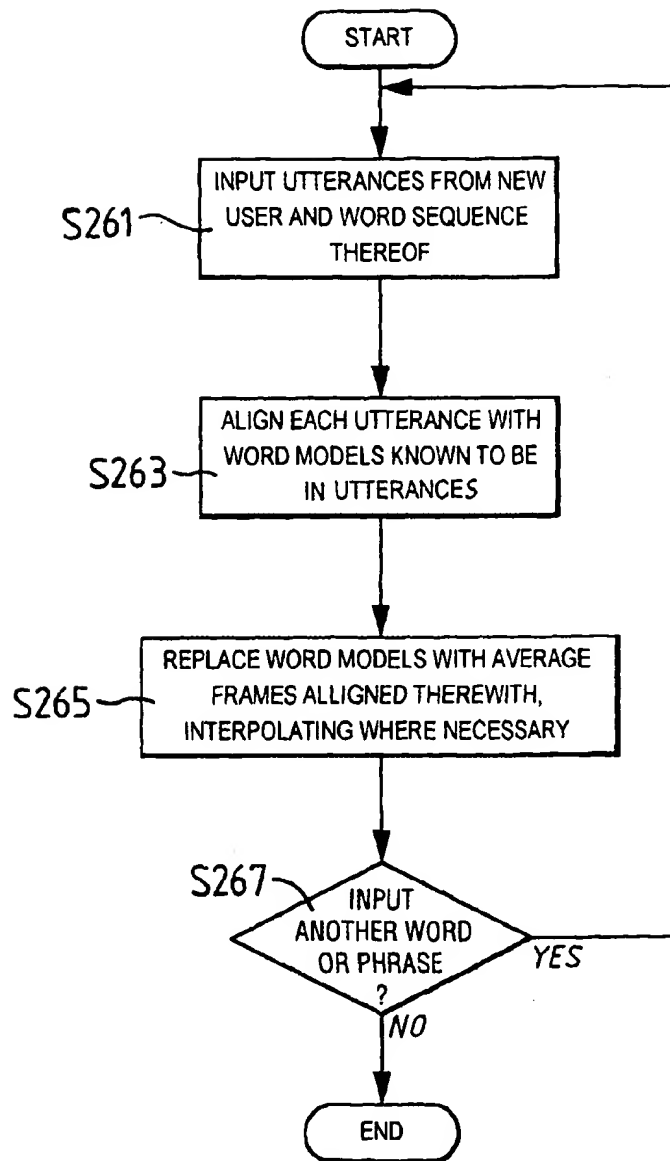 START
INPUT UTTERANCES FROM NEW
USER AND WORD SEQUENCE
THEREOF
S261
ALIGN EACH UTTERANCE WITH
WORD MODELS KNOWN TO BE
IN UTTERANCES
S263
REPLACE WORD MODELS WITH AVERAGE
FRAMES ALLIGNED THEREWITH,
INTERPOLATING WHERE NECESSARY
S265
S267
INPUT
ANOTHER WORD
OR PHRASE
?
YES
NO
END